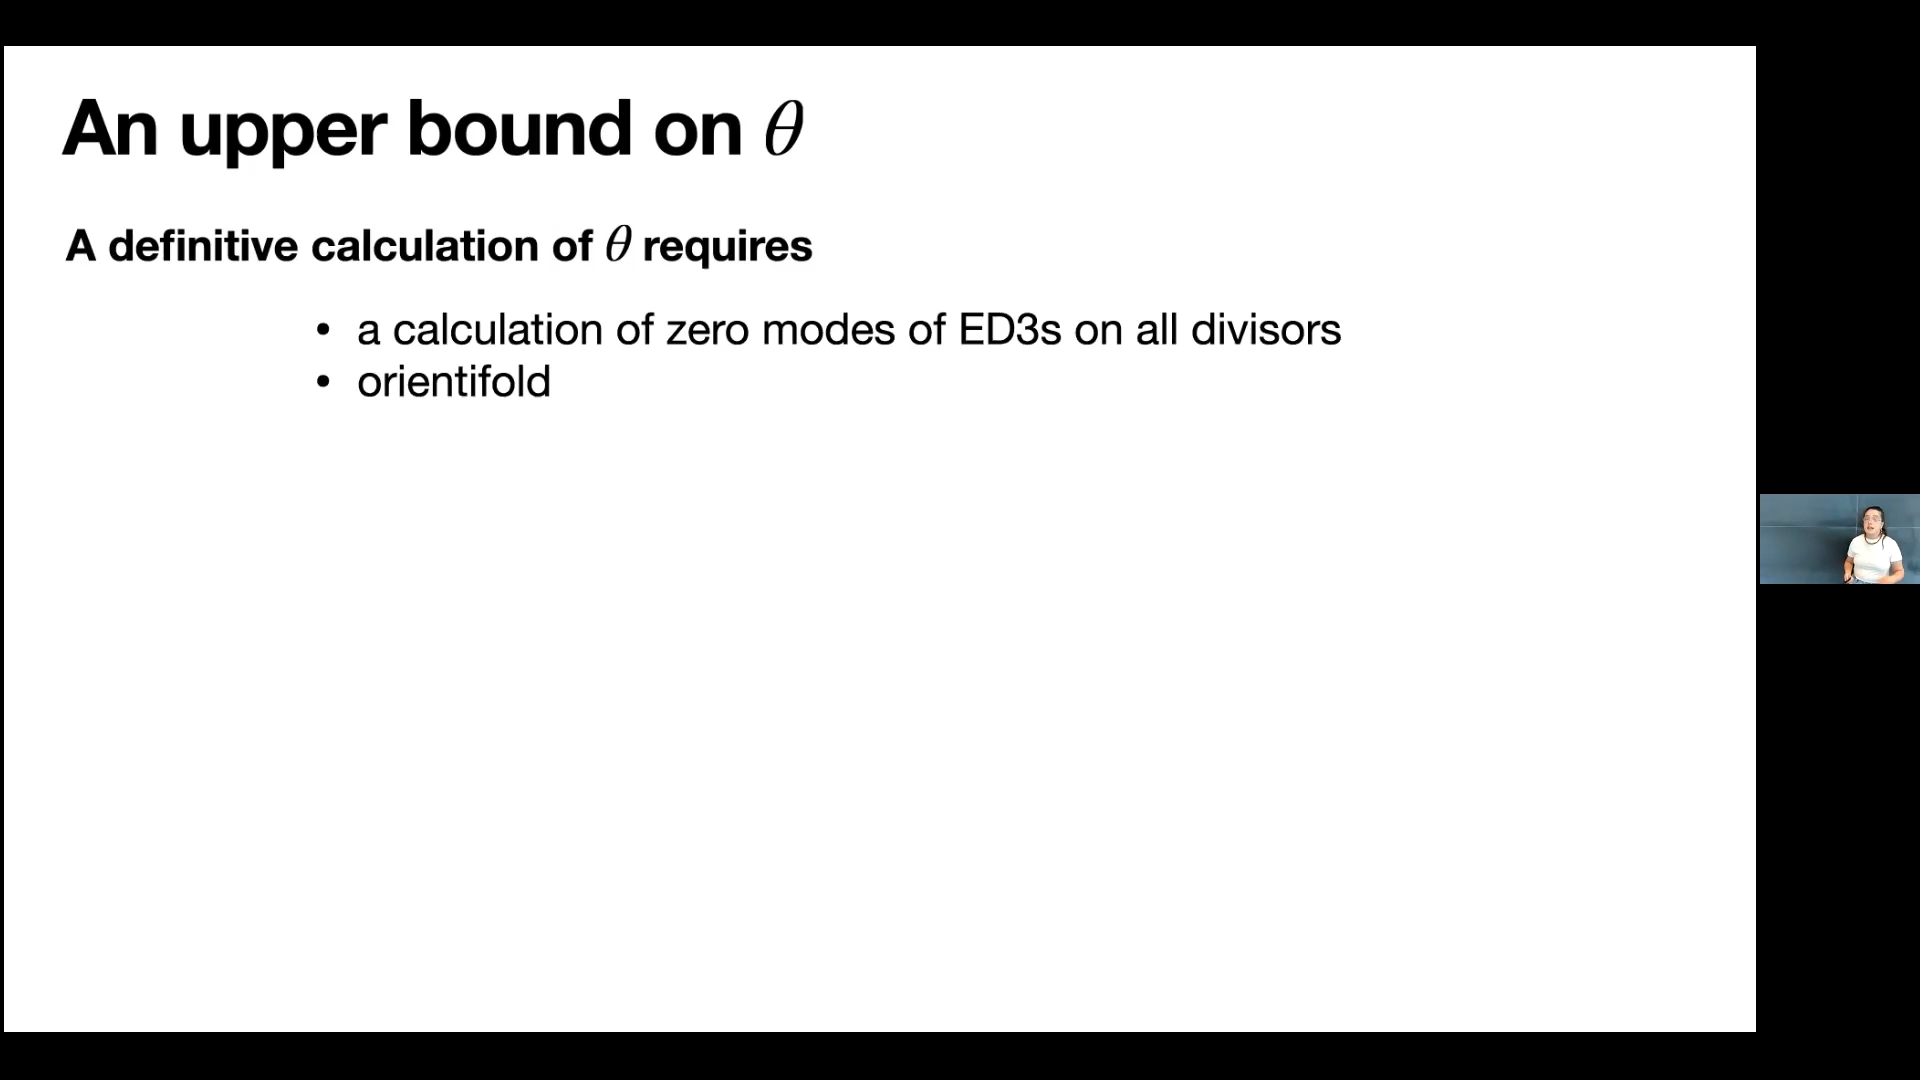 An upper bound on θ
A definitive calculation of θ requires
• a calculation of zero modes of ED3s on all divisors
• orientifold